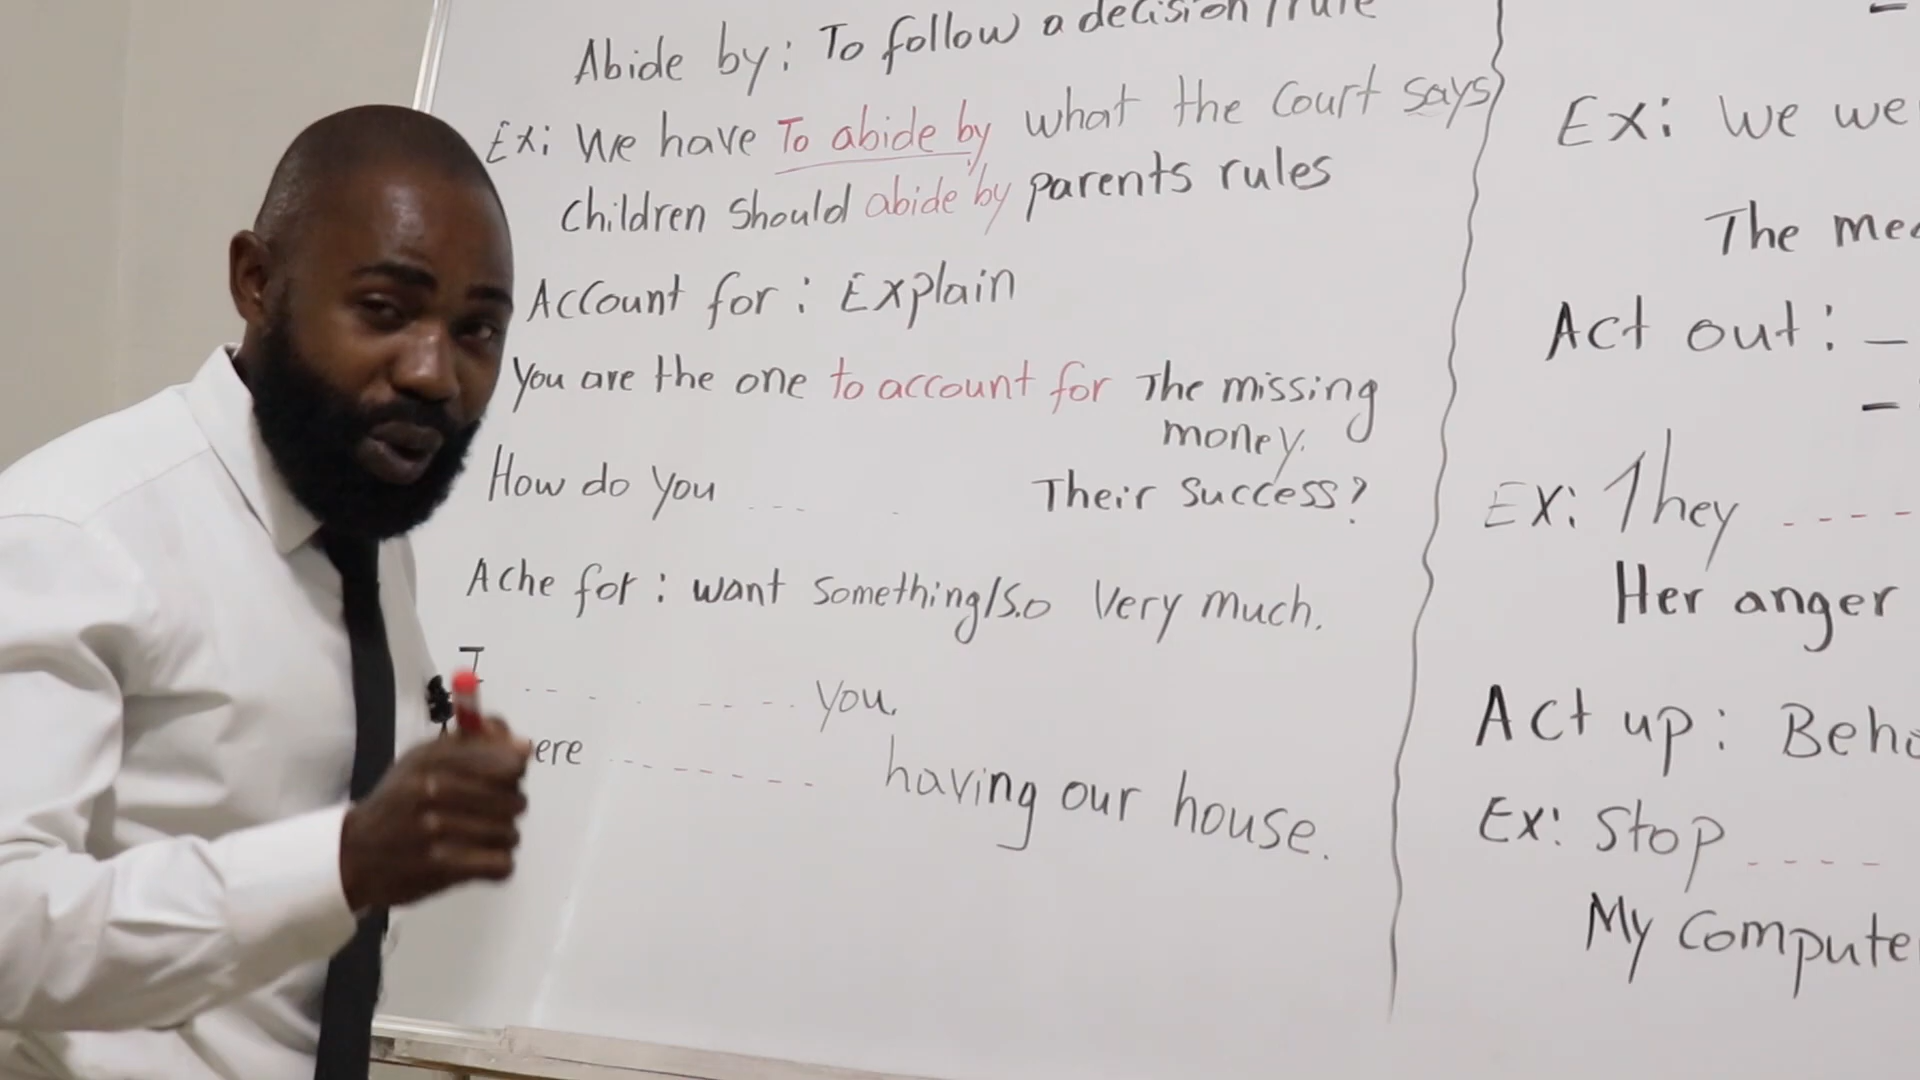 Abide by: To follow a decision/rule
Ex: We have To abide by what the Court says
Children Should abide by parents rules
Account for: Explain
You are the one to account for The missing
money.
How do you --- - Their Success?
Ache for: want Something/S.o Very much.
I -- - - ---- you.
ere -------- having our house.
Ex: We we
The
Act out: -
-
Ex: They ----
Her anger
Act up:
Ex: Stop ----
My